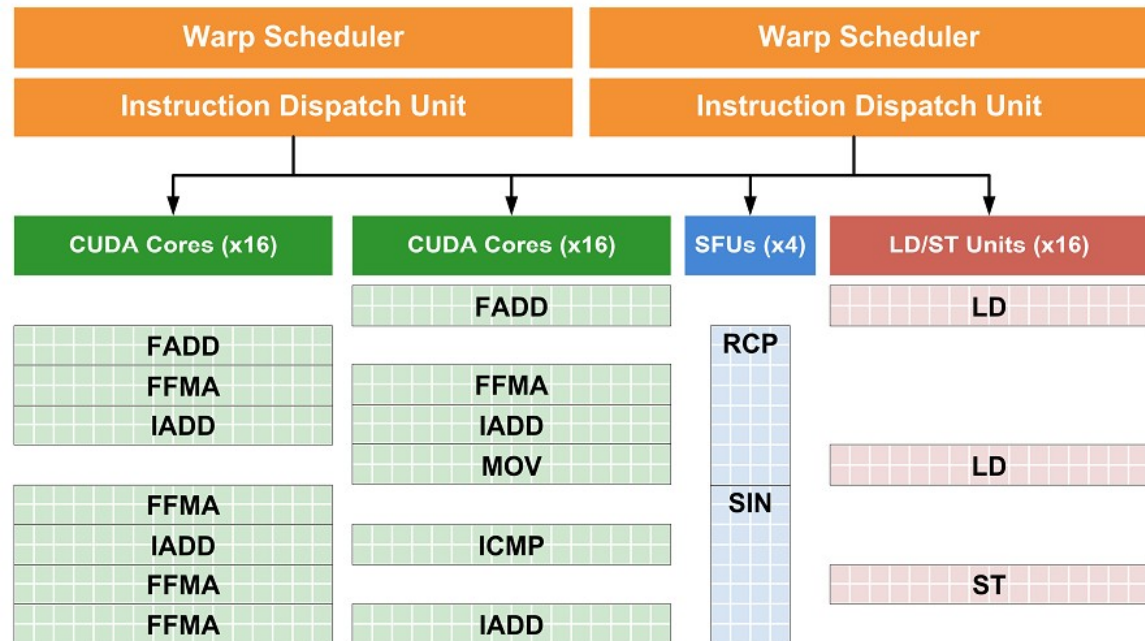 Warp Scheduler Warp Scheduler
Instruction Dispatch Unit Instruction Dispatch Unit
CUDA Cores (x16) CUDA Cores (x16) SFUs (x4) LD/ST Units (x16)
FADD LD
FADD RCP
FFMA FFMA
IADD IADD
MOV LD
FFMA SIN
IADD ICMP
FFMA ST
FFMA IADD